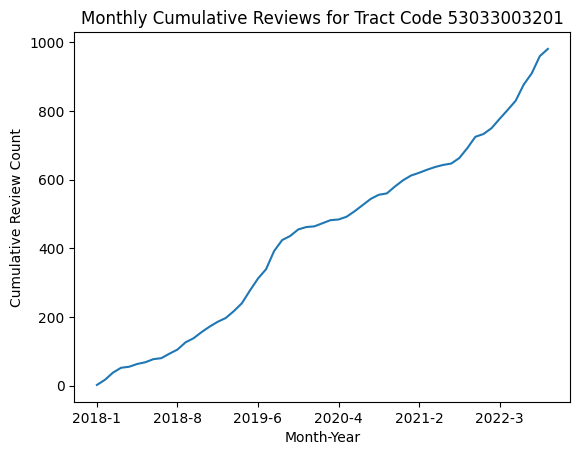 Monthly Cumulative Reviews for Tract Code 53033003201
Cumulative Review Count
1000
800
600
400
200
0
2018-1 2018-8 2019-6 2020-4 2021-2 2022-3
Month-Year